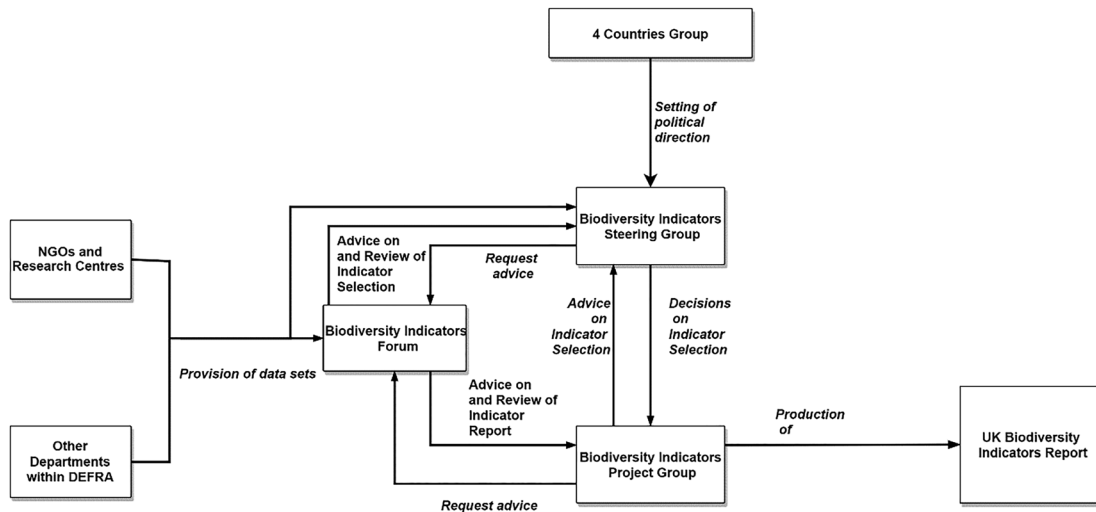 4 Countries Group
Setting of
political
direction
Biodiversity Indicators
Steering Group
NGOs and
Research Centres
Advice on
and Review of
Indicator
Selection
Request
advice
Advice
on
Indicator
Selection
Decisions
on
Indicator
Selection
Biodiversity Indicators
Forum
Provision of data sets
Advice on
and Review of
Indicator
Report
Production
of
Other
Departments
within DEFRA
Biodiversity Indicators
Project Group
UK Biodiversity
Indicators Report
Request advice